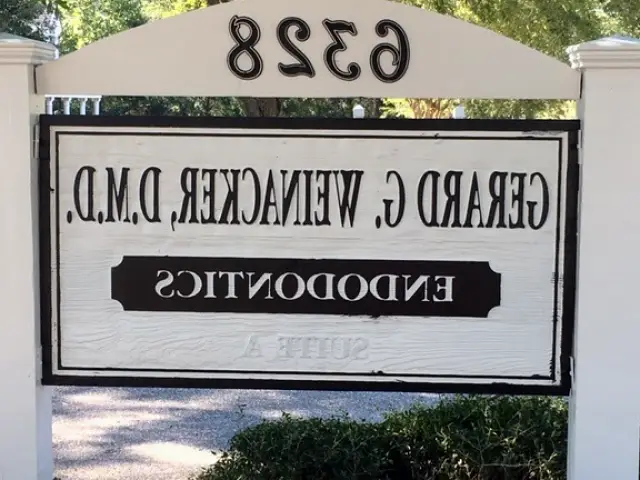 6328
GERARD G. WEINACKER, D.M.D.
ENDODONTICS
SUITE A